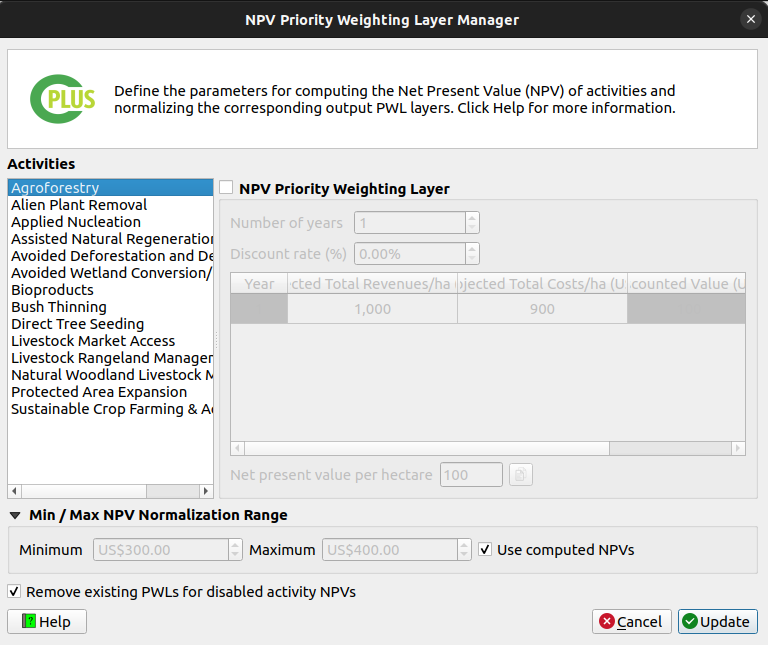 NPV Priority Weighting Layer Manager
CPLUS
Define the parameters for computing the Net Present Value (NPV) of activities and
normalizing the corresponding output PWL layers. Click Help for more information.
Activities
Agroforestry
Alien Plant Removal
Applied Nucleation
Assisted Natural Regeneration
Avoided Deforestation and De
Avoided Wetland Conversion/
Bioproducts
Bush Thinning
Direct Tree Seeding
Livestock Market Access
Livestock Rangeland Manager
Natural Woodland Livestock M
Protected Area Expansion
Sustainable Crop Farming & A
NPV Priority Weighting Layer
Number of years 1
Discount rate (%) 0.00%
Year cted Total Revenues/ha ( ojected Total Costs/ha (U counted Value (U
1,000 900
Net present value per hectare 100
Min / Max NPV Normalization Range
Minimum US$300.00 Maximum US$400.00 Use computed NPVs
Remove existing PWLs for disabled activity NPVs
Help Cancel Update